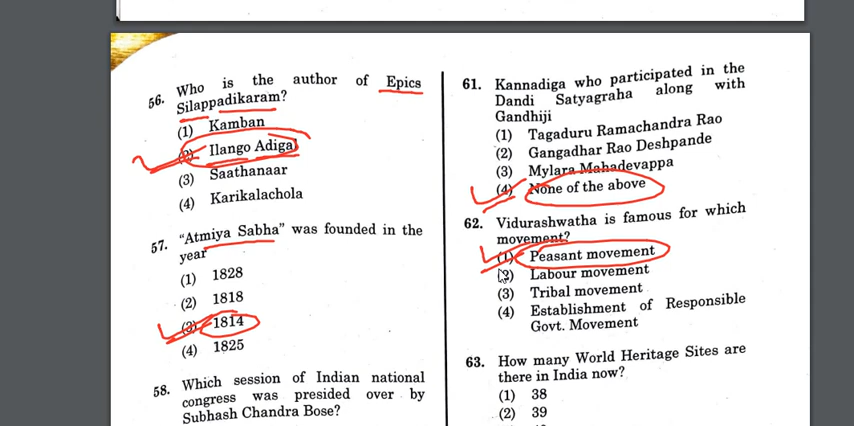 56. Who is the author of Epics
Silappadikaram?
(1) Kamban
(2) Ilango Adigal
(3) Saathanaar
(4) Karikalachola
57. "Atmiya Sabha" was founded in the
year
(1) 1828
(2) 1818
(3) 1814
(4) 1825
58. Which session of Indian national
congress was presided over by
Subhash Chandra Bose?
61. Kannadiga who participated in the
Dandi Satyagraha along with
Gandhiji
(1) Tagaduru Ramachandra Rao
(2) Gangadhar Rao Deshpande
(3) Mylara Mahadevappa
(4) None of the above
62. Vidurashwatha is famous for which
movement?
(1) Peasant movement
(2) Labour movement
(3) Tribal movement
(4) Establishment of Responsible
Govt. Movement
63. How many World Heritage Sites are
there in India now?
(1) 38
(2) 39